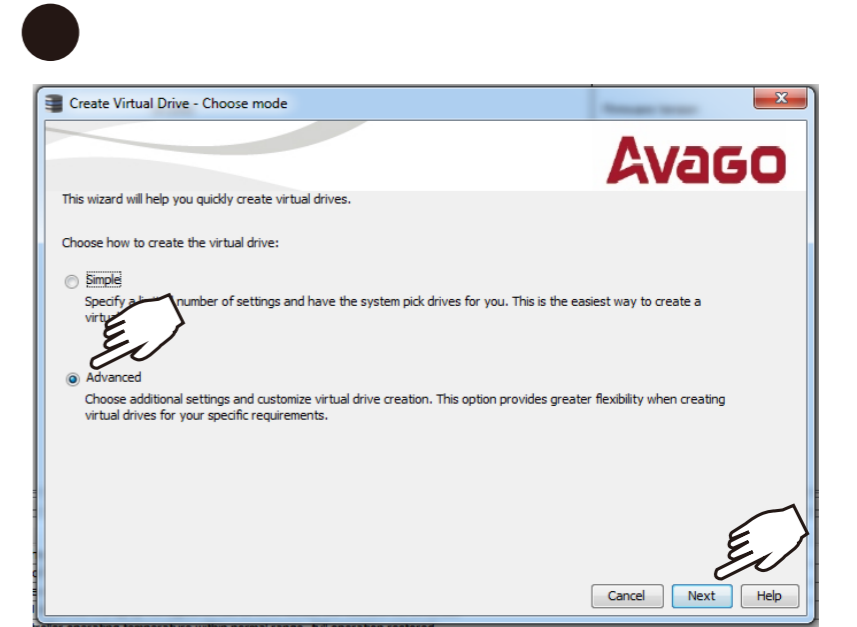 Create Virtual Drive - Choose mode
Avago
This wizard will help you quickly create virtual drives.
Choose how to create the virtual drive:
Simple
Specify a number of settings and have the system pick drives for you. This is the easiest way to create a
Advanced
Choose additional settings and customize virtual drive creation. This option provides greater flexibility when creating
virtual drives for your specific requirements.
Cancel Next Help